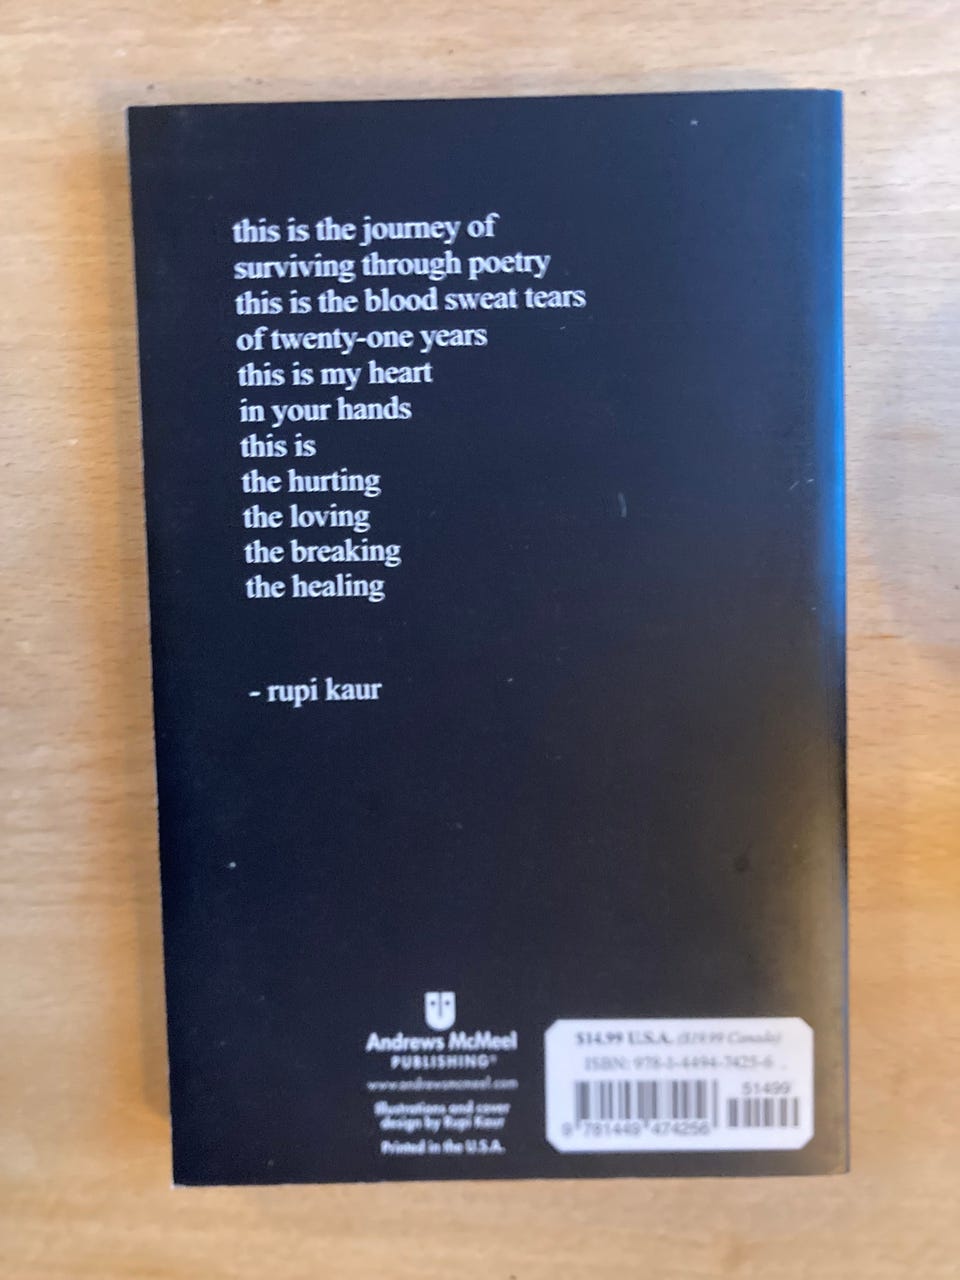 this is the journey of
surviving through poetry
this is the blood sweat tears
of twenty-one years
this is my heart
in your hands
this is
the hurting
the loving
the breaking
the healing
- rupi kaur
Andrews McMeel
PUBLISHING®
www.andrewsmcmeel.com
Illustrations and cover
design by Rupi Kaur
Printed in the U.S.A.
$14.99 U.S.A. ($19.99 Canada)
ISBN: 978-1-4494-7425-6
51499
9 781449 474256